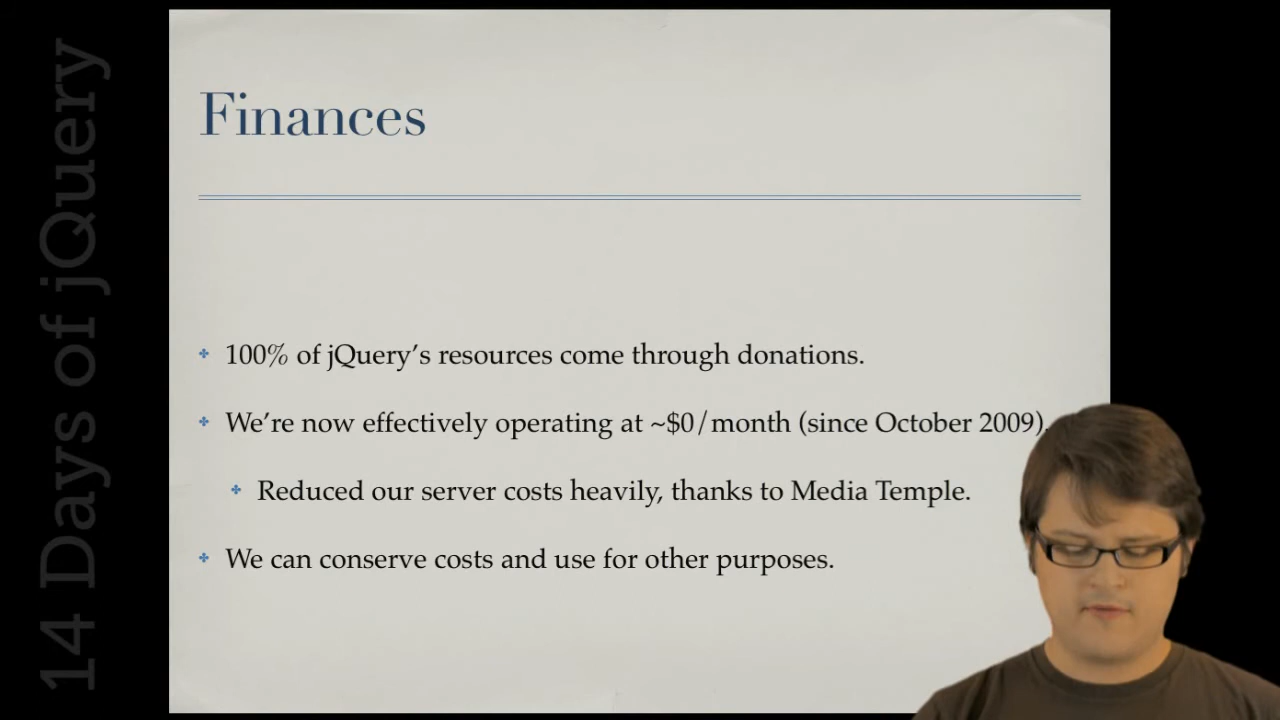 14 Days of jQuery
Finances
100% of jQuery’s resources come through donations.
We’re now effectively operating at ~$0/month (since October 2009).
Reduced our server costs heavily, thanks to Media Temple.
We can conserve costs and use for other purposes.